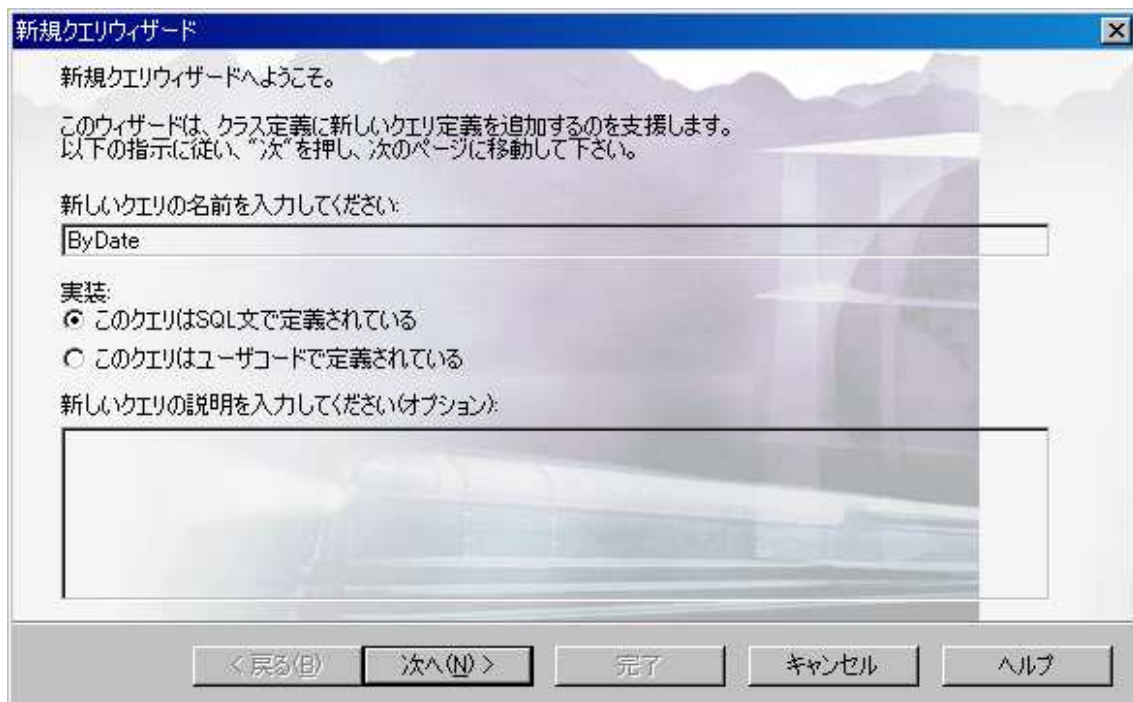 新規クエリウィザード
新規クエリウィザードへようこそ。
このウィザードは、クラス定義に新しいクエリ定義を追加するのを支援します。
以下の指示に従い、"次"を押し、次のページに移動して下さい。
新しいクエリの名前を入力してください:
ByDate
実装:
このクエリはSQL文で定義されている
このクエリはユーザコードで定義されている
新しいクエリの説明を入力してください(オプション):
< 戻る(B) 次へ(N) > 完了 キャンセル ヘルプ